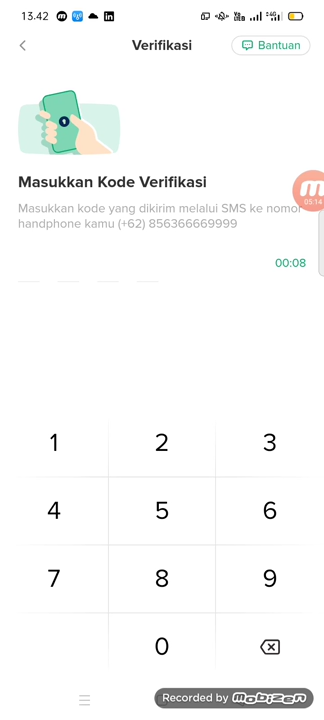 13.42
Verifikasi
Bantuan
Masukkan Kode Verifikasi
Masukkan kode yang dikirim melalui SMS ke nomor
handphone kamu (+62) 856366669999
05:14
00:08
1 2 3
4 5 6
7 8 9
0
Recorded by mobizen